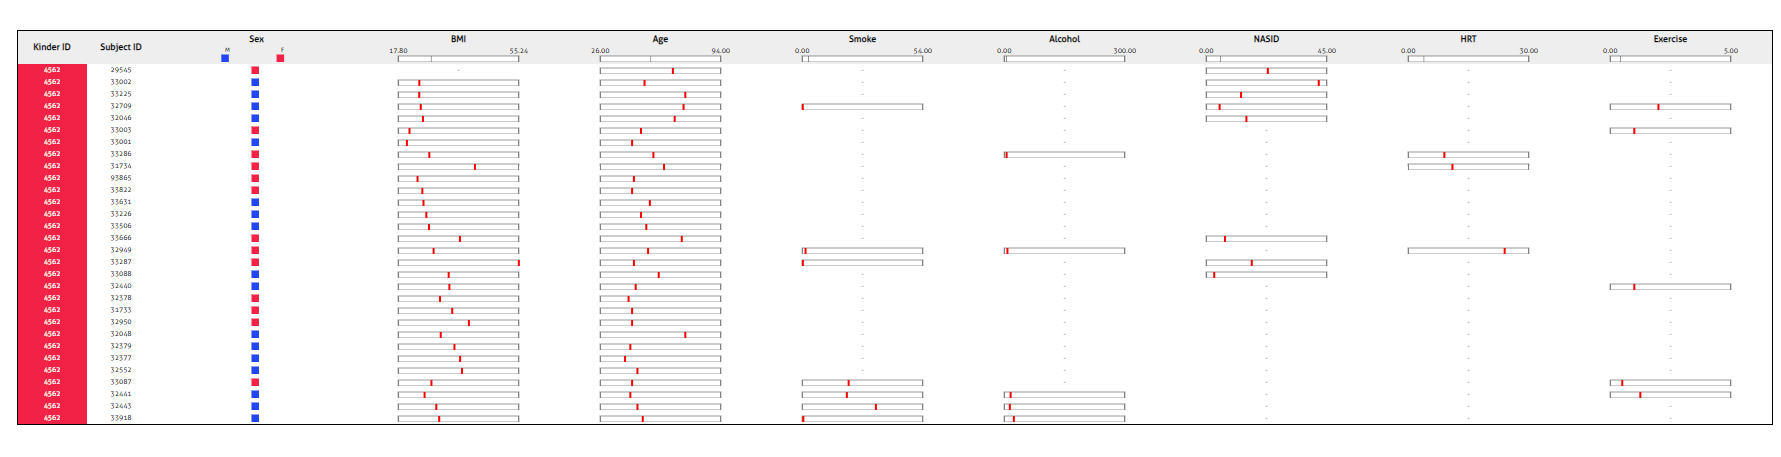 Kinder ID Subject ID Sex BMI Age Smoke Alcohol NASID HRT Exercise
M F 17.80 55.24 26.00 94.00 0.00 54.00 0.00 300.00 0.00 45.00 0.00 30.00 0.00 5.00
4562 29545 - - - - -
4562 33002 - - - -
4562 33225 - - - -
4562 32709 - -
4562 32046 - - - -
4562 33003 - - - -
4562 33001 - - - - -
4562 33286 - - -
4562 31734 - - - -
4562 93865 - - - - -
4562 33822 - - - - -
4562 33631 - - - - -
4562 33226 - - - - -
4562 33506 - - - - -
4562 33666 - - - -
4562 32949 - -
4562 33287 - - -
4562 33088 - - - -
4562 32440 - - - -
4562 32378 - - - - -
4562 31733 - - - - -
4562 32950 - - - - -
4562 32048 - - - - -
4562 32379 - - - - -
4562 32377 - - - - -
4562 32552 - - - - -
4562 33087 - - -
4562 32441 - -
4562 32443 - - -
4562 33918 - - -